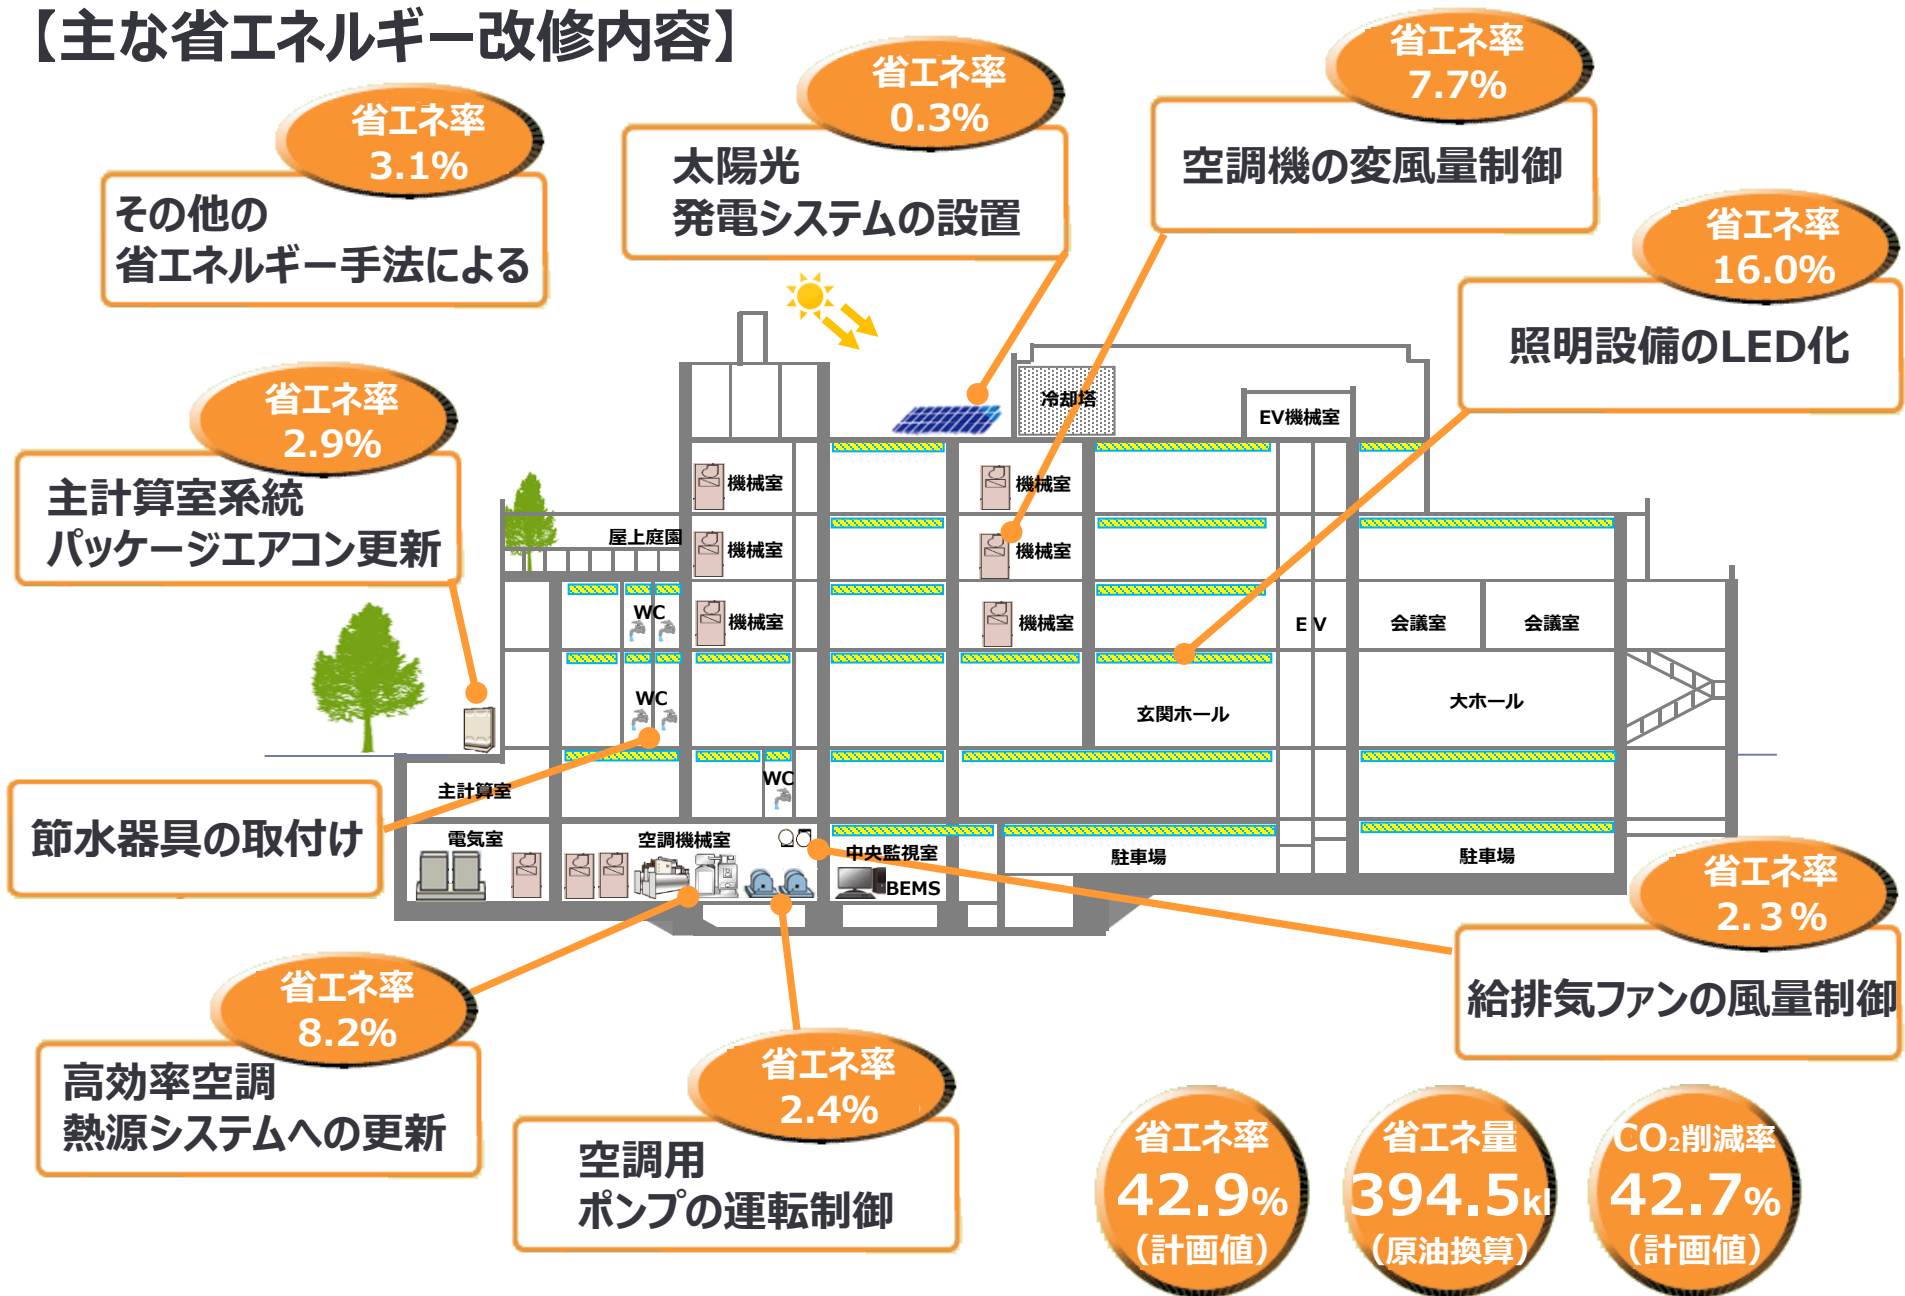 【主な省エネルギー改修内容】
省エネ率
3.1%
その他の
省エネルギー手法による
省エネ率
0.3%
太陽光
発電システムの設置
省エネ率
7.7%
空調機の変風量制御
省エネ率
16.0%
照明設備のLED化
省エネ率
2.9%
主計算室系統
パッケージエアコン更新
冷却塔
EV機械室
機械室
機械室
屋上庭園
機械室
機械室
WC
機械室
機械室
EV
会議室
会議室
WC
玄関ホール
大ホール
主計算室
WC
節水器具の取付け
電気室
空調機械室
中央監視室
BEMS
駐車場
駐車場
省エネ率
2.3%
給排気ファンの風量制御
省エネ率
8.2%
高効率空調
熱源システムへの更新
省エネ率
2.4%
空調用
ポンプの運転制御
省エネ率
42.9%
（計画値）
省エネ量
394.5kl
（原油換算）
CO₂削減率
42.7%
（計画値）